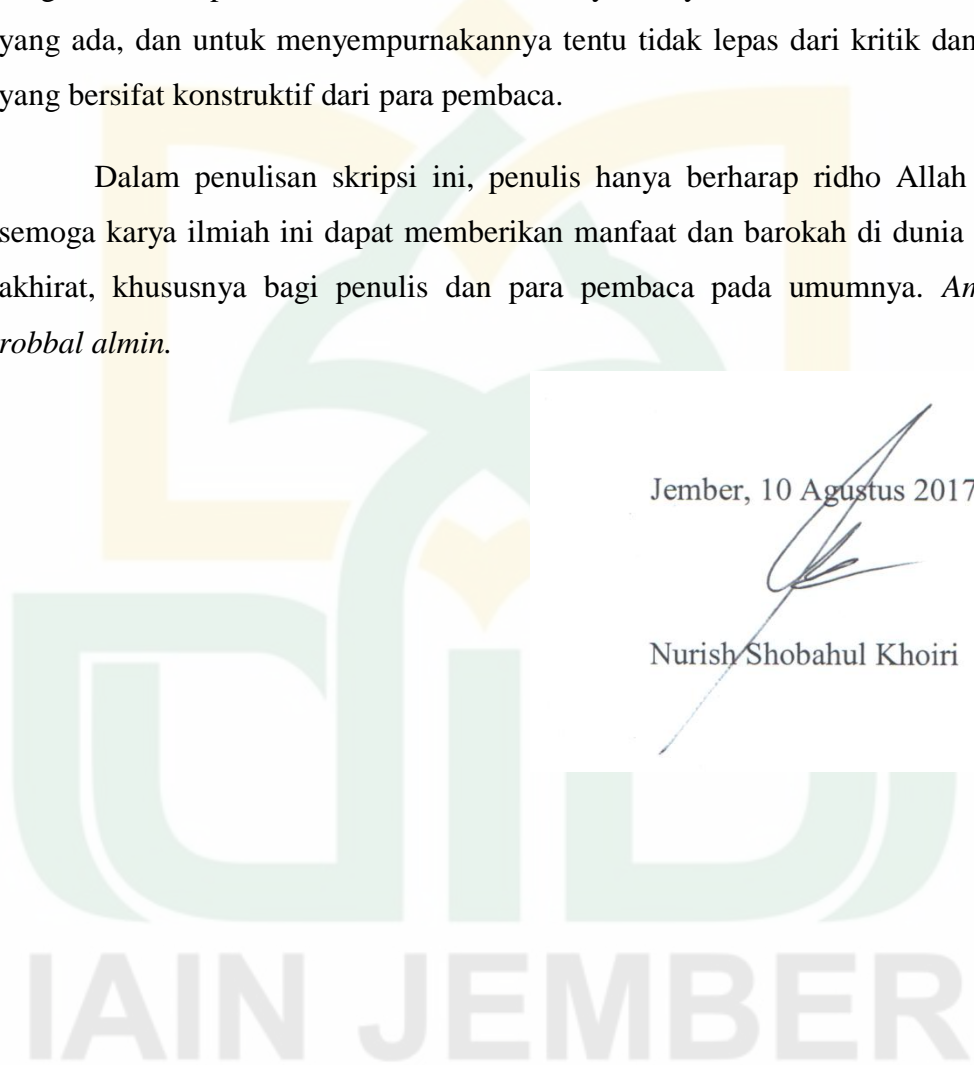 yang ada, dan untuk menyempurnakannya tentu tidak lepas dari kritik dan
yang bersifat konstruktif dari para pembaca.
Dalam penulisan skripsi ini, penulis hanya berharap ridho Allah
semoga karya ilmiah ini dapat memberikan manfaat dan barokah di dunia
akhirat, khususnya bagi penulis dan para pembaca pada umumnya.
robbal almin.
Jember, 10 Agustus 2017
Nurish Shobahul Khoiri
IAIN JEMBER